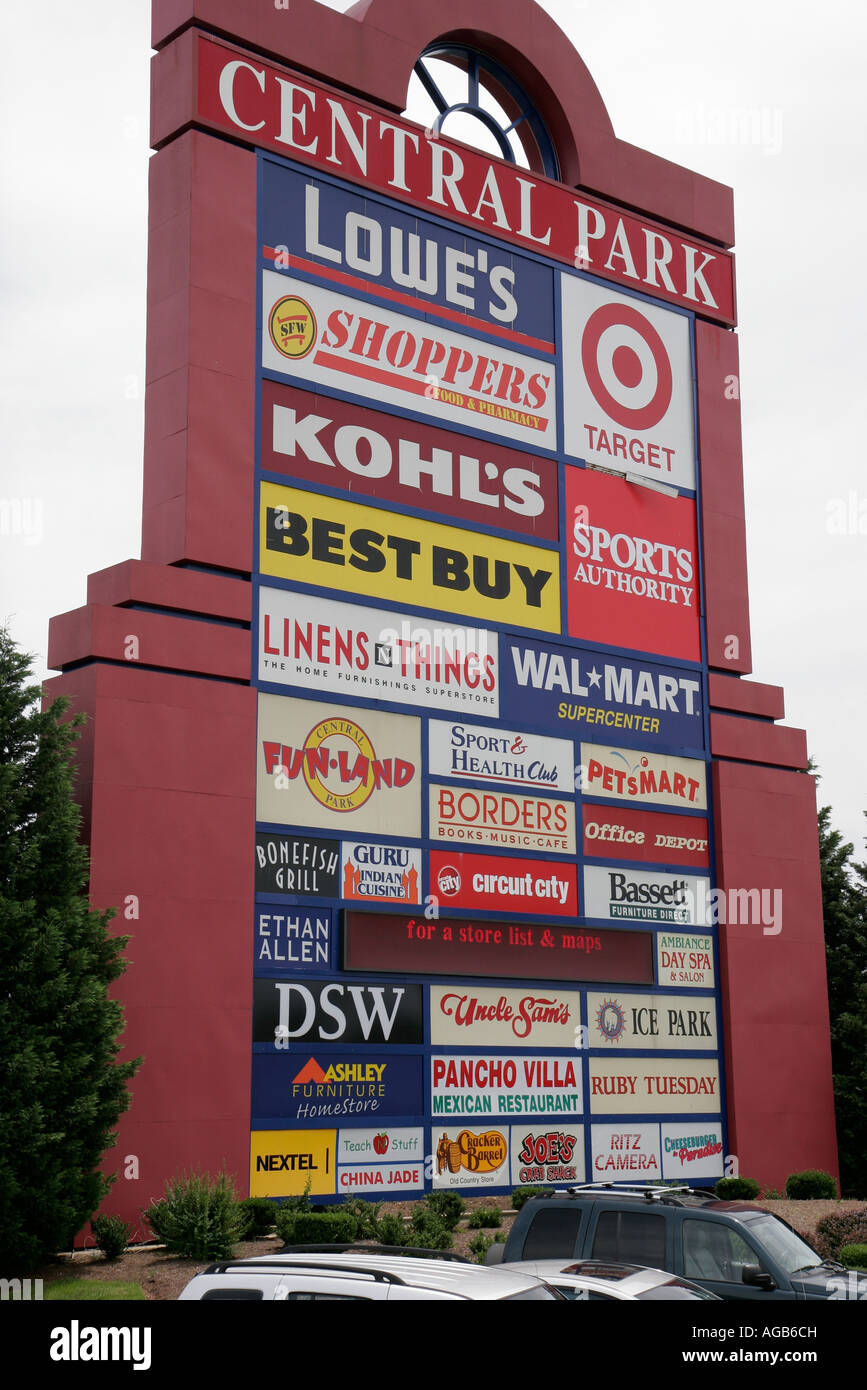 CENTRAL PARK
LOWE'S
SFW
SHOPPERS
FOOD & PHARMACY
TARGET
KOHL'S
BEST BUY
SPORTS
AUTHORITY
LINENS N THINGS
THE HOME FURNISHINGS SUPERSTORE
WAL★MART
SUPERCENTER
CENTRAL
FUN-LAND
PARK
SPORT &
HEALTH CLUB
PETSMART
BORDERS
BOOKS·MUSIC·CAFE
Office DEPOT
BONEFISH
GRILL
GURU
INDIAN
CUISINE
circuit city
Bassett
FURNITURE DIRECT
ETHAN
ALLEN
for a store list & maps
AMBIANCE
DAY SPA
& SALON
DSW
Uncle Sam's
ICE PARK
ASHLEY
FURNITURE
HomeStore
PANCHO VILLA
MEXICAN RESTAURANT
RUBY TUESDAY
NEXTEL
Teach Stuff
CHINA JADE
Cracker
Barrel
Old Country Store
JOE'S
CRAB SHACK
RITZ
CAMERA
CHEESEBURGER
in Paradise
alamy
Image ID: AGB6CH
www.alamy.com